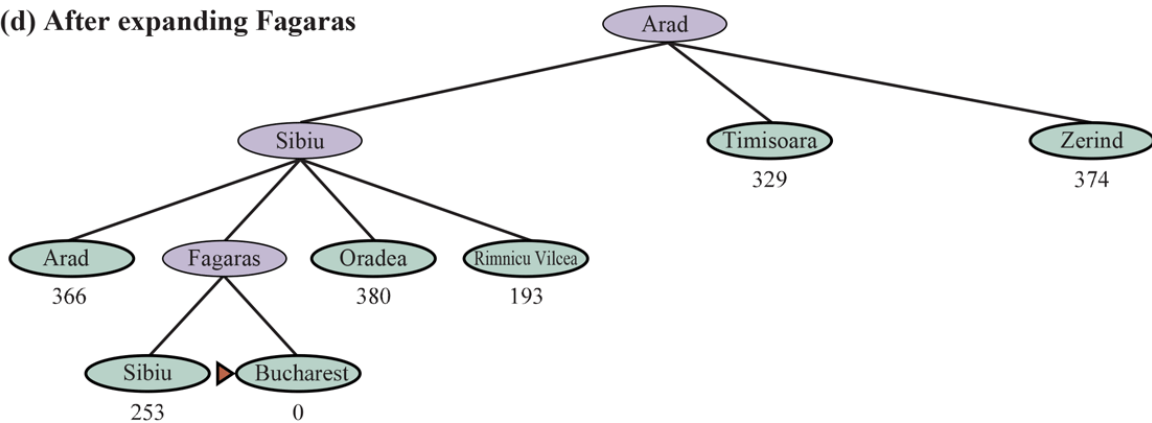 (d) After expanding Fagaras
Arad
Sibiu
Timisoara
Zerind
329
374
Arad
Fagaras
Oradea
Rimnicu Vilcea
366
380
193
Sibiu
Bucharest
253
0